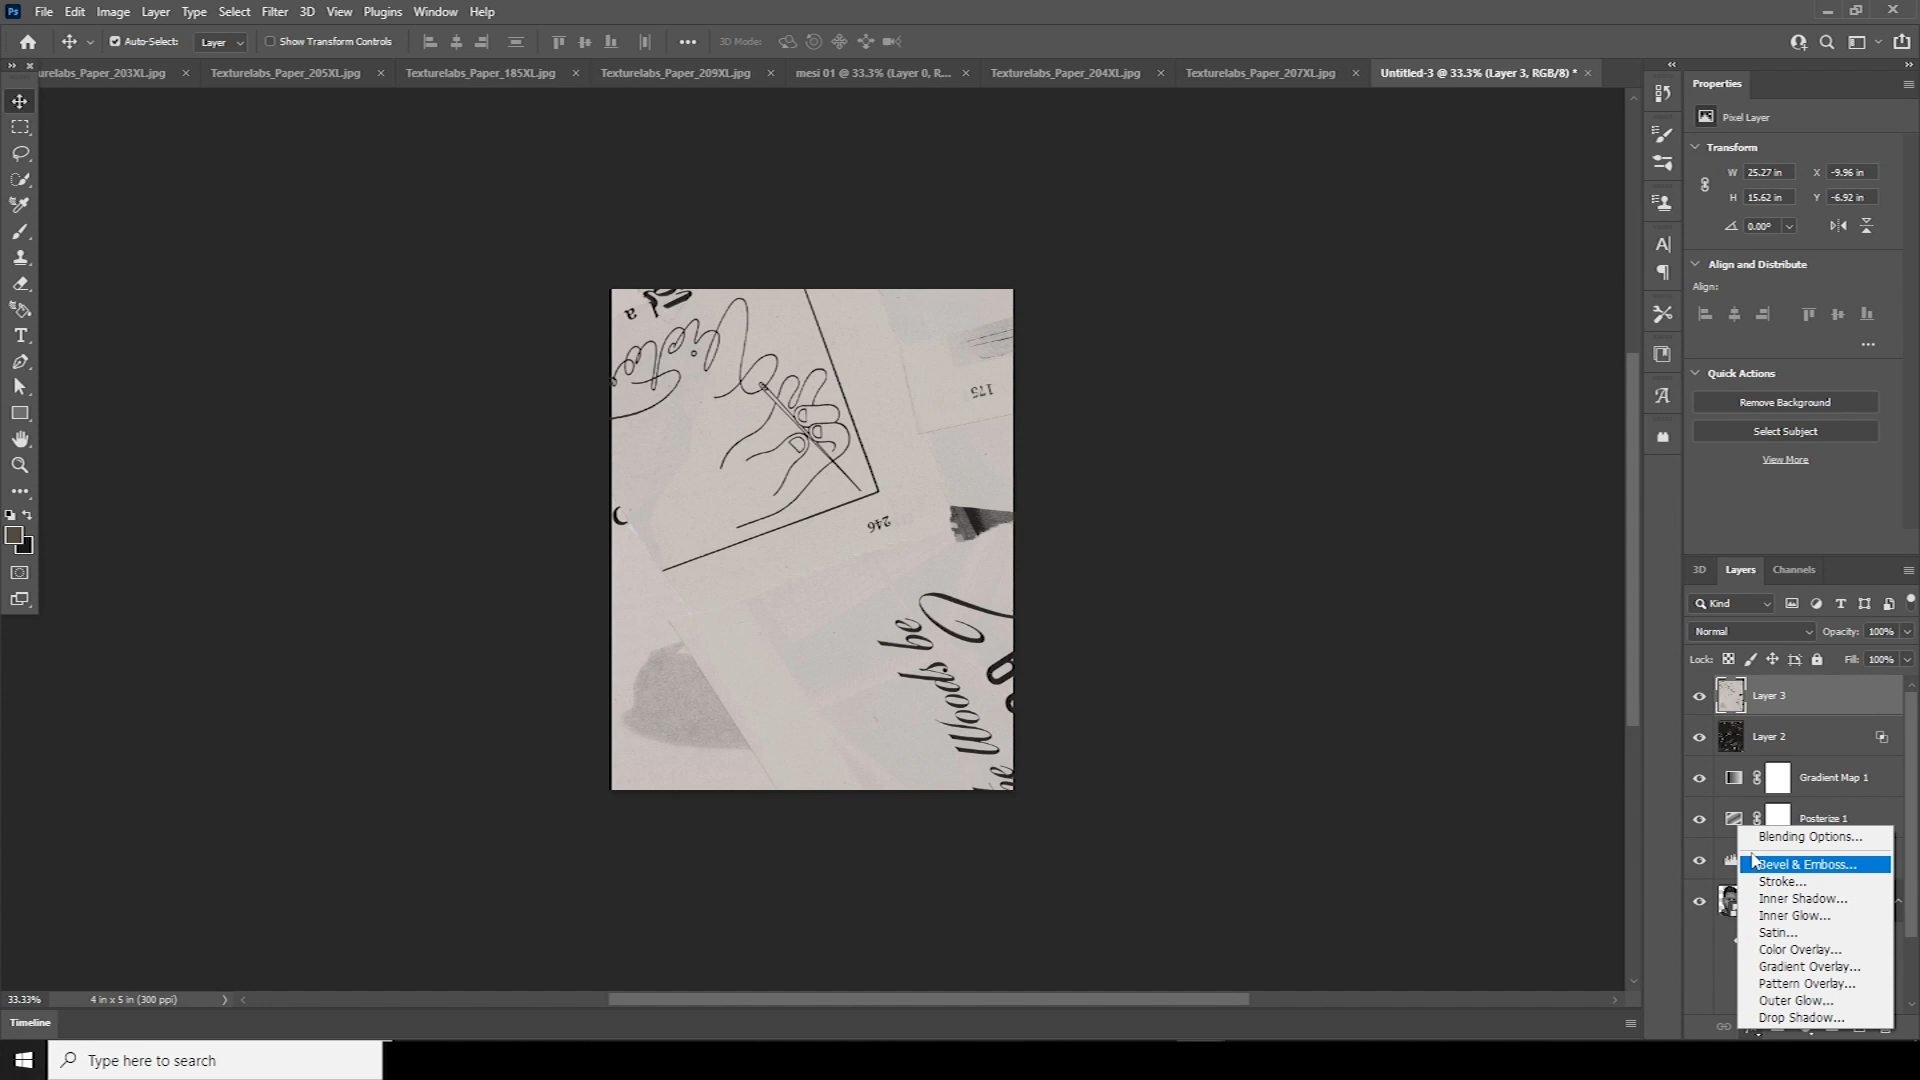 Ps File Edit Image Layer Type Select Filter 3D View Plugins Window Help
Auto-Select: Layer Show Transform Controls 3D Mode:
urelabs_Paper_203XL.jpg × Texturelabs_Paper_205XL.jpg × Texturelabs_Paper_185XL.jpg × Texturelabs_Paper_209XL.jpg × mesi 01 @ 33.3% (Layer 0, R... × Texturelabs_Paper_204XL.jpg × Texturelabs_Paper_207XL.jpg × Untitled-3 @ 33.3% (Layer 3, RGB/8) * ×
Properties
Pixel Layer
Transform
W 25.27 in X -9.96 in
H 15.62 in Y -6.92 in
0.00°
Align and Distribute
Align:
Quick Actions
Remove Background
Select Subject
View More
a
175
246
Woods be
he
3D Layers Channels
Kind
Normal Opacity: 100%
Lock: Fill: 100%
Layer 3
Layer 2
Gradient Map 1
Posterize 1
Blending Options...
Bevel & Emboss...
Stroke...
Inner Shadow...
Inner Glow...
Satin...
Color Overlay...
Gradient Overlay...
Pattern Overlay...
Outer Glow...
Drop Shadow...
33.33% 4 in x 5 in (300 ppi)
Timeline
Type here to search